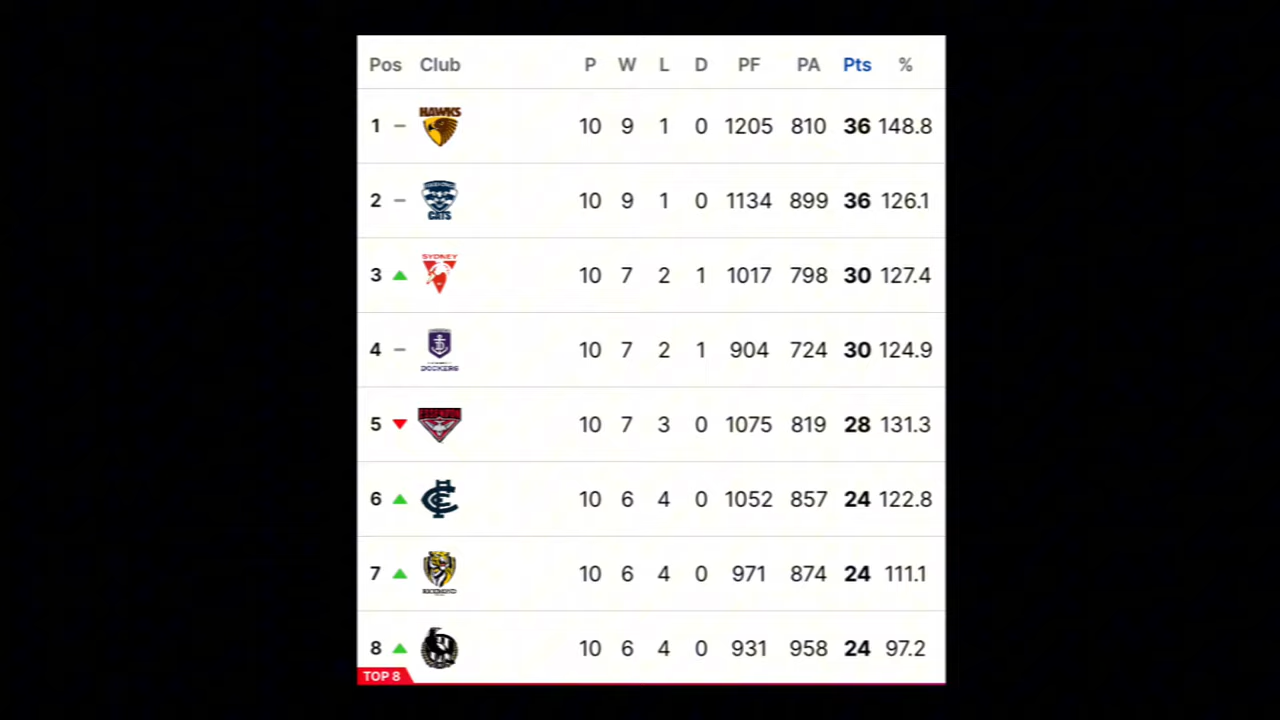 Pos Club P W L D PF PA Pts %
1 – HAWKS 10 9 1 0 1205 810 36 148.8
2 – CATS 10 9 1 0 1134 899 36 126.1
3 SYDNEY 10 7 2 1 1017 798 30 127.4
4 – DOCKERS 10 7 2 1 904 724 30 124.9
5 ESSENDON 10 7 3 0 1075 819 28 131.3
6 10 6 4 0 1052 857 24 122.8
7 RICHMOND 10 6 4 0 971 874 24 111.1
8 10 6 4 0 931 958 24 97.2
TOP 8